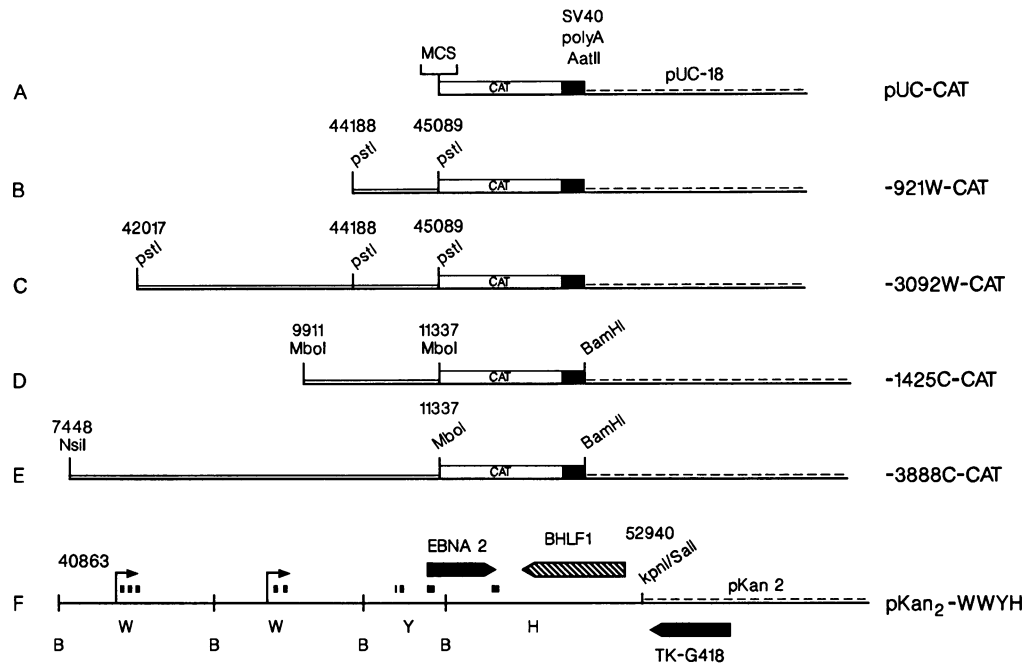 SV40
polyA
AatII
MCS
pUC-18
A
CAT
pUC-CAT
44188
45089
pstI
pstI
B
CAT
-921W-CAT
42017
44188
45089
pstI
pstI
pstI
C
CAT
-3092W-CAT
9911
MboI
11337
MboI
BamHI
D
CAT
-1425C-CAT
7448
NsiI
11337
MboI
BamHI
E
CAT
-3888C-CAT
40863
EBNA 2
BHLF1
52940
kpnI/SalI
pKan 2
F
pKan2-WWYH
W
W
Y
H
B
B
B
B
TK-G418